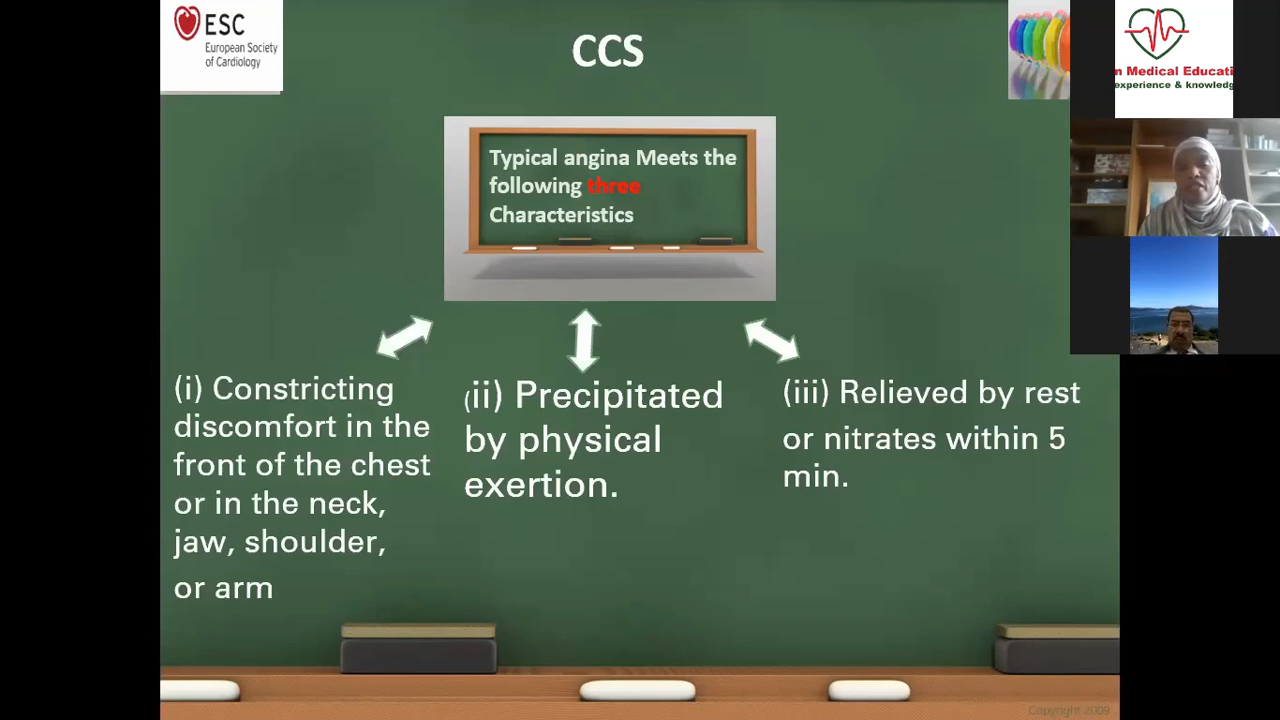 ESC
European Society
of Cardiology
CCS
Medical
experience &
Typical angina Meets the
following three
Characteristics
(i) Constricting
discomfort in the
front of the chest
or in the neck,
jaw, shoulder,
or arm
(ii) Precipitated
by physical
exertion.
(iii) Relieved by rest
or nitrates within 5
min.
Copyright 2009